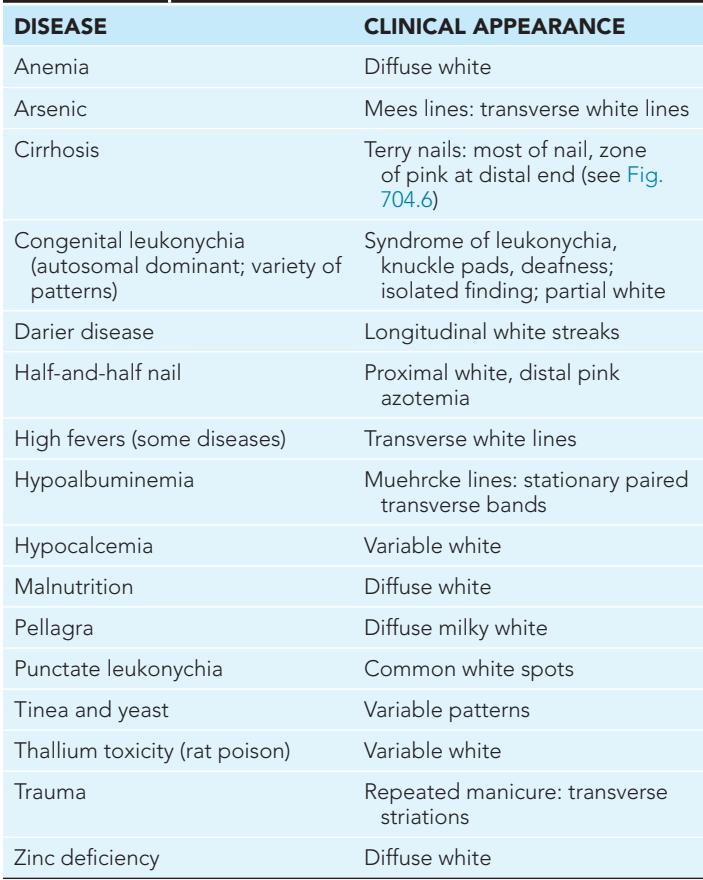 DISEASE CLINICAL APPEARANCE
Anemia Diffuse white
Arsenic Mees lines: transverse white lines
Cirrhosis Terry nails: most of nail, zone
of pink at distal end (see Fig.
704.6)
Congenital leukonychia Syndrome of leukonychia,
(autosomal dominant; variety of knuckle pads, deafness;
patterns) isolated finding; partial white
Darier disease Longitudinal white streaks
Half-and-half nail Proximal white, distal pink
azotemia
High fevers (some diseases) Transverse white lines
Hypoalbuminemia Muehrcke lines: stationary paired
transverse bands
Hypocalcemia Variable white
Malnutrition Diffuse white
Pellagra Diffuse milky white
Punctate leukonychia Common white spots
Tinea and yeast Variable patterns
Thallium toxicity (rat poison) Variable white
Trauma Repeated manicure: transverse
striations
Zinc deficiency Diffuse white